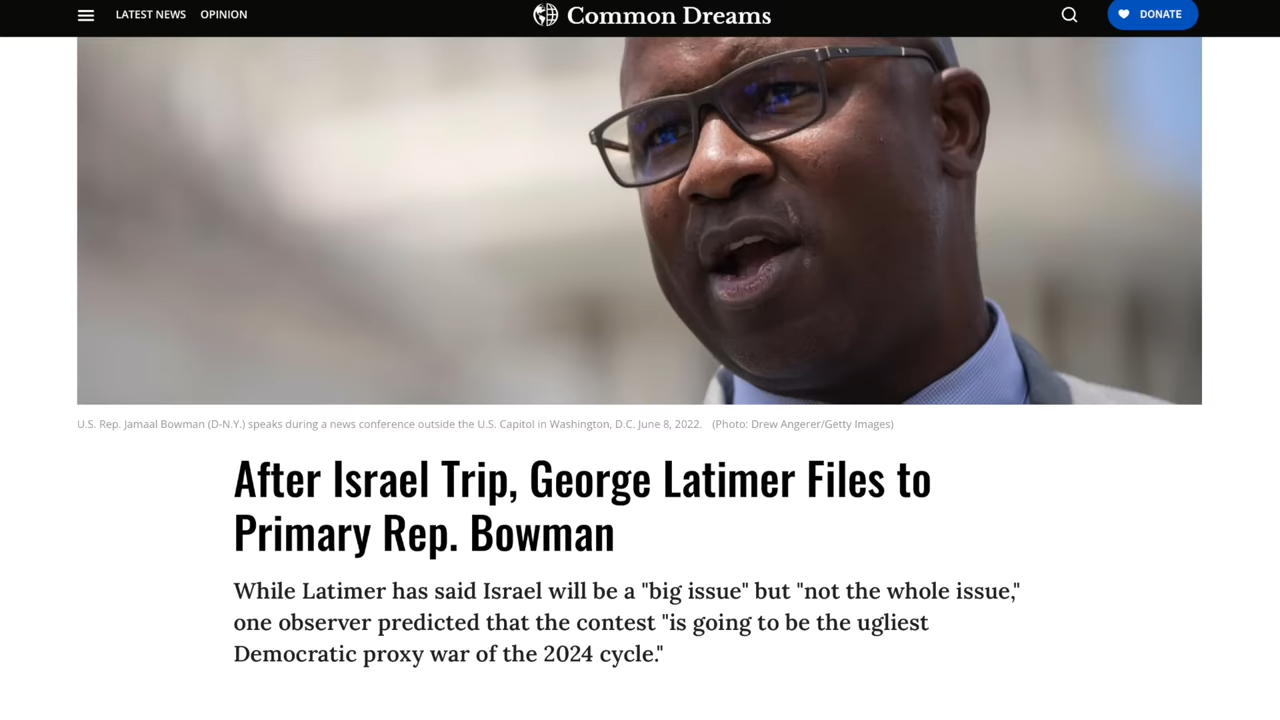 LATEST NEWS OPINION Common Dreams DONATE
U.S. Rep. Jamaal Bowman (D-N.Y.) speaks during a news conference outside the U.S. Capitol in Washington, D.C. June 8, 2022. (Photo: Drew Angerer/Getty Images)
After Israel Trip, George Latimer Files to
Primary Rep. Bowman
While Latimer has said Israel will be a "big issue" but "not the whole issue,"
one observer predicted that the contest "is going to be the ugliest
Democratic proxy war of the 2024 cycle."